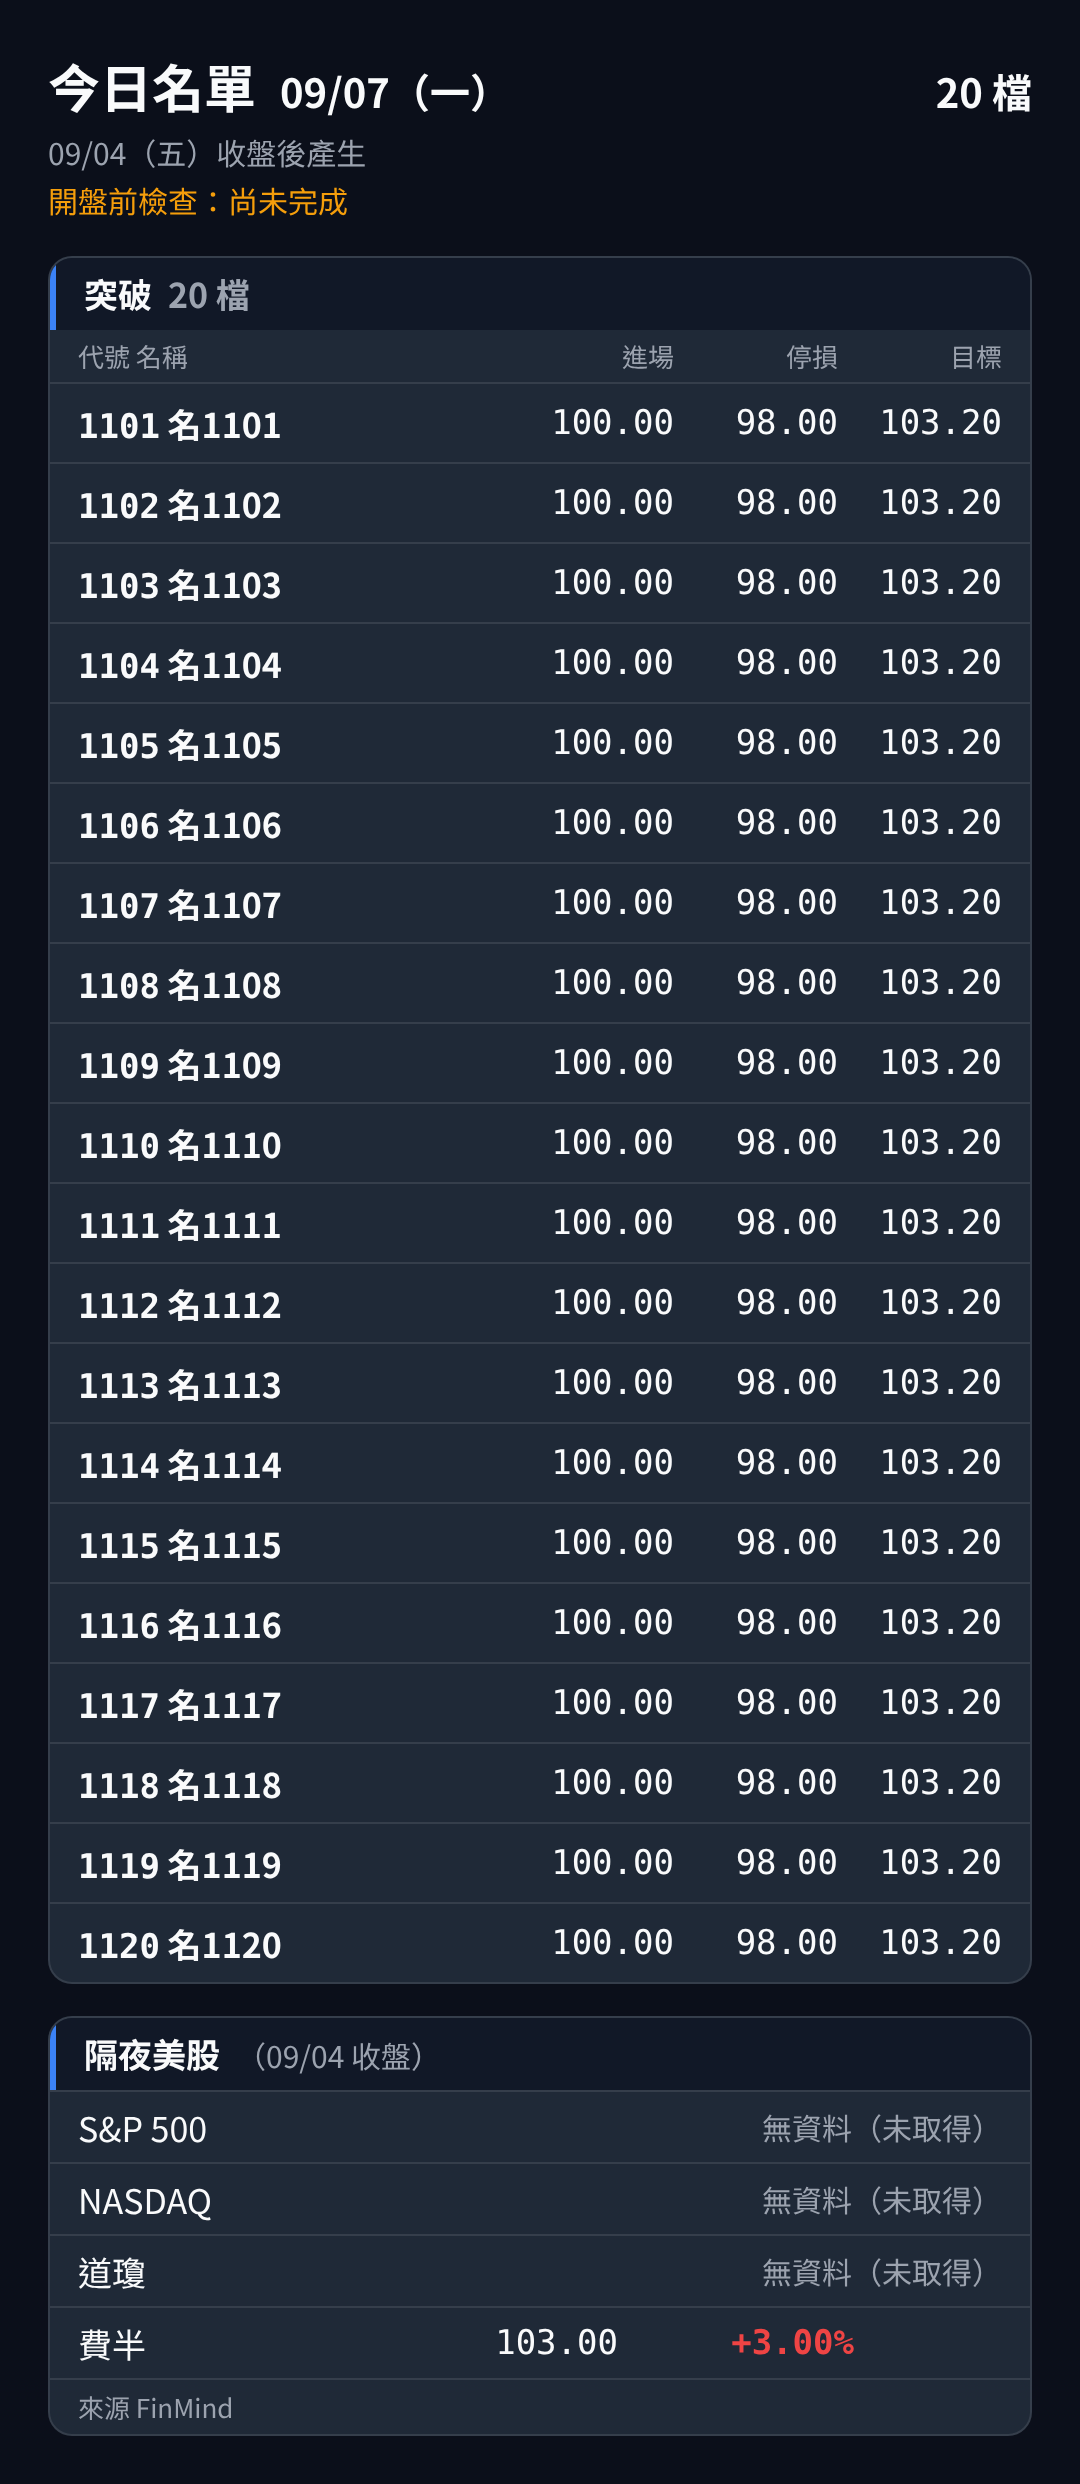 今日名單 09/07（一） 20 檔
09/04（五）收盤後產生
開盤前檢查：尚未完成
突破 20 檔
代號 名稱 進場 停損 目標
1101 名1101 100.00 98.00 103.20
1102 名1102 100.00 98.00 103.20
1103 名1103 100.00 98.00 103.20
1104 名1104 100.00 98.00 103.20
1105 名1105 100.00 98.00 103.20
1106 名1106 100.00 98.00 103.20
1107 名1107 100.00 98.00 103.20
1108 名1108 100.00 98.00 103.20
1109 名1109 100.00 98.00 103.20
1110 名1110 100.00 98.00 103.20
1111 名1111 100.00 98.00 103.20
1112 名1112 100.00 98.00 103.20
1113 名1113 100.00 98.00 103.20
1114 名1114 100.00 98.00 103.20
1115 名1115 100.00 98.00 103.20
1116 名1116 100.00 98.00 103.20
1117 名1117 100.00 98.00 103.20
1118 名1118 100.00 98.00 103.20
1119 名1119 100.00 98.00 103.20
1120 名1120 100.00 98.00 103.20
隔夜美股 （09/04 收盤）
S&P 500 無資料（未取得）
NASDAQ 無資料（未取得）
道瓊 無資料（未取得）
費半 103.00 +3.00%
來源 FinMind